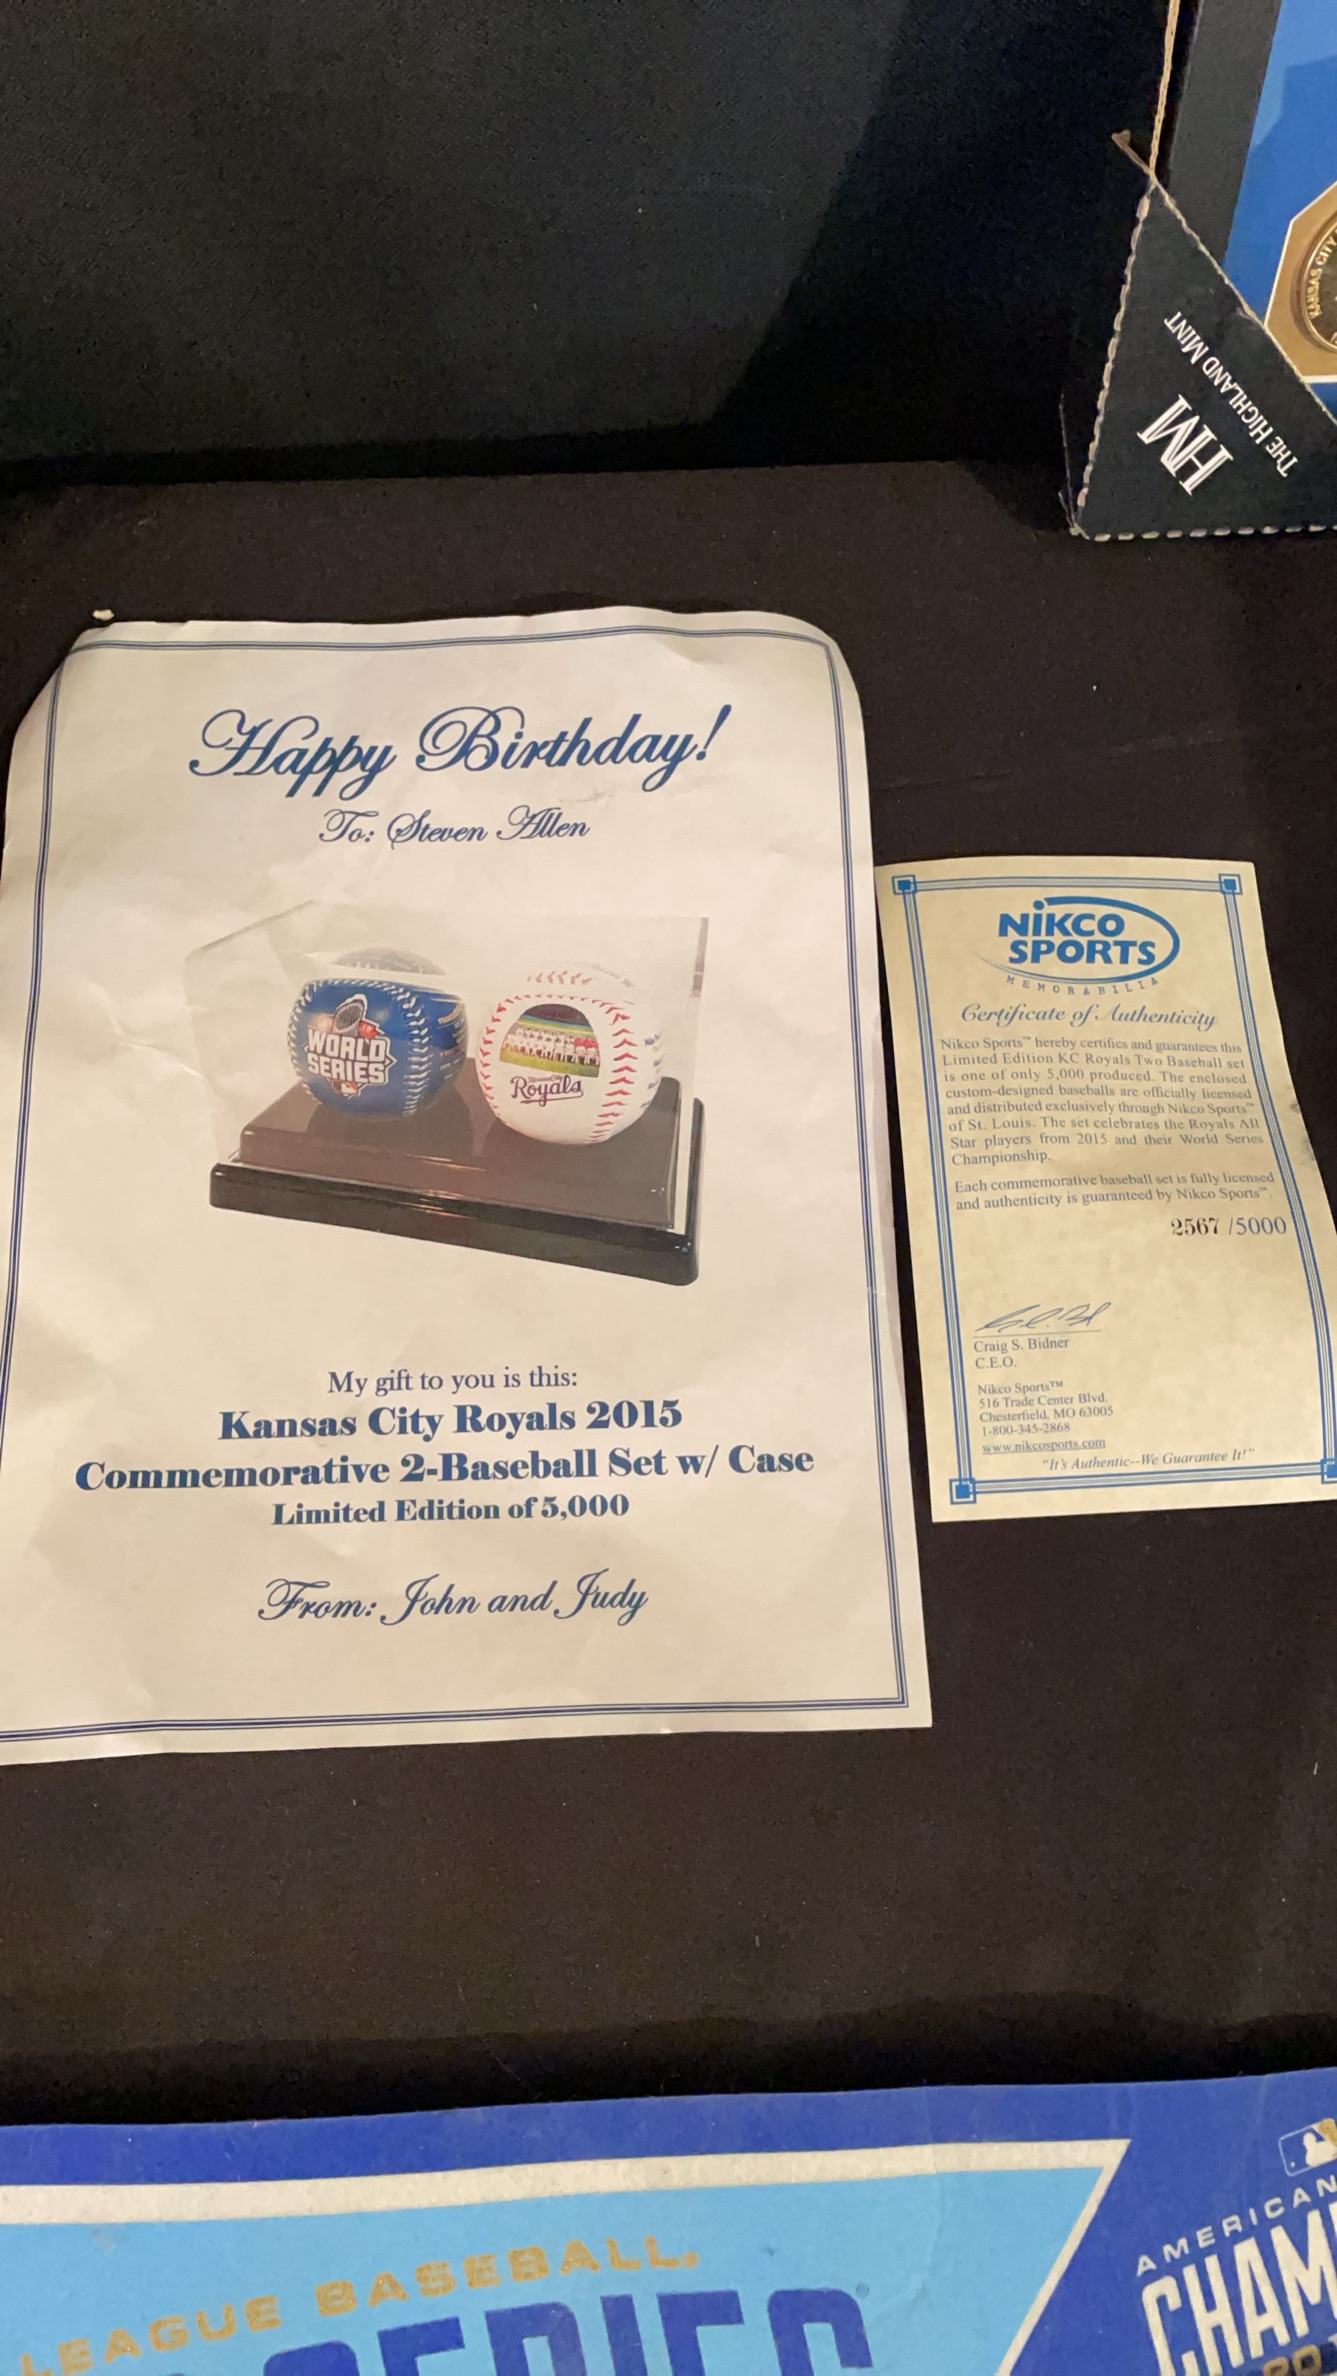 KANSAS CITY
THE HIGHLAND MINT
HM
Happy Birthday!
To: Steven Allen
WORLD
SERIES
Royals
My gift to you is this:
Kansas City Royals 2015
Commemorative 2-Baseball Set w/ Case
Limited Edition of 5,000
From: John and Judy
NIKCO
SPORTS
MEMORABILIA
Certificate of Authenticity
Nikco Sports™ hereby certifies and guarantees this
Limited Edition KC Royals Two Baseball set
is one of only 5,000 produced. The enclosed
custom-designed baseballs are officially licensed
and distributed exclusively through Nikco Sports™
of St. Louis. The set celebrates the Royals All
Star players from 2015 and their World Series
Championship.
Each commemorative baseball set is fully licensed
and authenticity is guaranteed by Nikco Sports™.
2567 /5000
Craig S. Bidner
C.E.O.
Nikco Sports™
516 Trade Center Blvd.
Chesterfield, MO 63005
1-800-345-2868
www.nikcosports.com
"It's Authentic--We Guarantee It!"
LEAGUE BASEBALL.
SERIES®
AMERICAN
CHAM